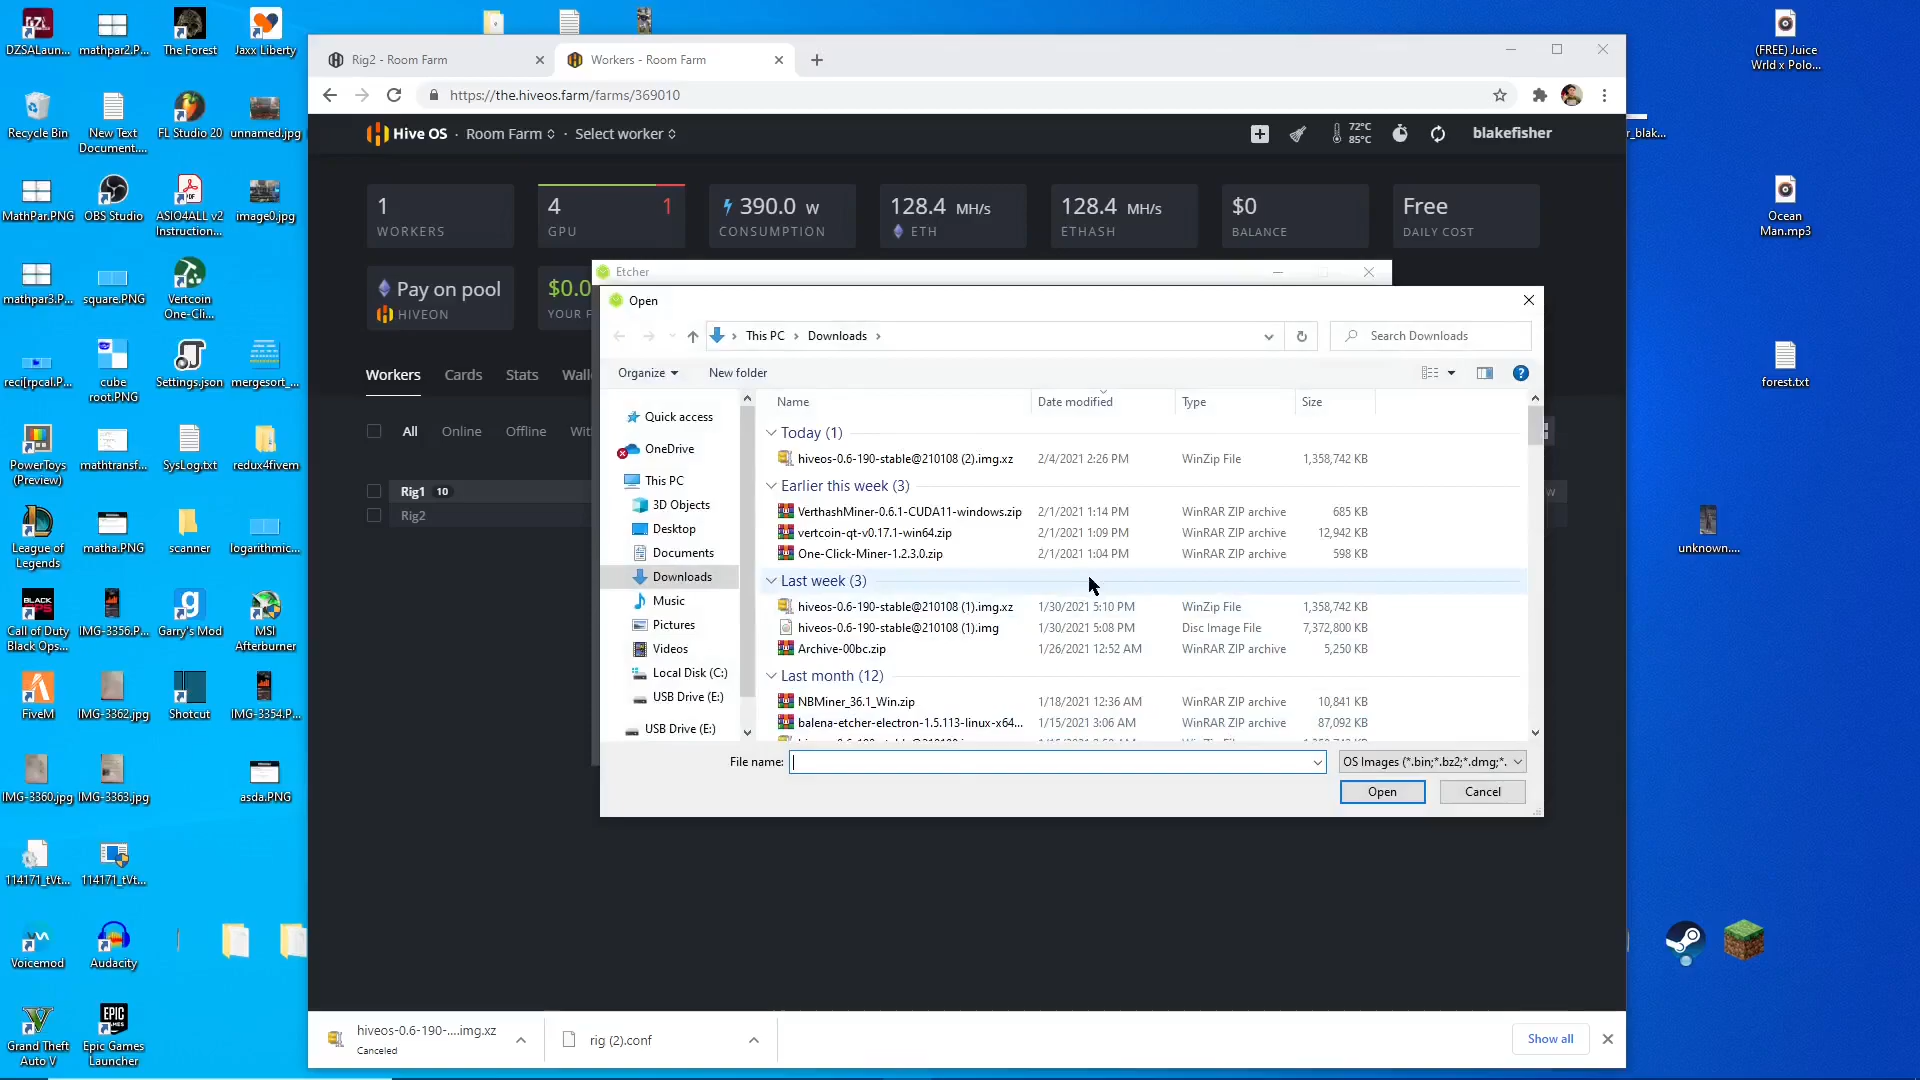 DZSALaun...
mathpar2.P...
The Forest
Jaxx Liberty
Recycle Bin
New Text
Document....
FL Studio 20
unnamed.jpg
MathPar.PNG
OBS Studio
ASIO4ALL v2
Instruction...
image0.jpg
mathpar3.P...
square.PNG
Vertcoin
One-Cli...
reci[rpcal.P...
cube
root.PNG
Settings.json
mergesort_...
PowerToys
(Preview)
mathtransf...
SysLog.txt
redux4fivem
League of
Legends
matha.PNG
scanner
logarithmic...
Call of Duty
Black Ops...
IMG-3356.P...
Garry's Mod
MSI
Afterburner
FiveM
IMG-3362.jpg
Shotcut
IMG-3354.P...
IMG-3360.jpg
IMG-3363.jpg
asda.PNG
114171_tVt...
114171_tVt...
Voicemod
Audacity
Grand Theft
Auto V
EPIC
GAMES
Epic Games
Launcher
Rig2 - Room Farm
Workers - Room Farm
https://the.hiveos.farm/farms/369010
Hive OS · Room Farm · Select worker
72°C
85°C
blakefisher
1
WORKERS
4 1
GPU
390.0 W
CONSUMPTION
128.4 MH/s
ETH
128.4 MH/s
ETHASH
$0
BALANCE
Free
DAILY COST
Pay on pool
HIVEON
$0.0
YOUR F
Workers Cards Stats Wall
All Online Offline Wit
Rig1 10
Rig2
Etcher
Open
This PC > Downloads >
Search Downloads
Organize New folder
Quick access
OneDrive
This PC
3D Objects
Desktop
Documents
Downloads
Music
Pictures
Videos
Local Disk (C:)
USB Drive (E:)
USB Drive (E:)
Name Date modified Type Size
Today (1)
hiveos-0.6-190-stable@210108 (2).img.xz 2/4/2021 2:26 PM WinZip File 1,358,742 KB
Earlier this week (3)
VerthashMiner-0.6.1-CUDA11-windows.zip 2/1/2021 1:14 PM WinRAR ZIP archive 685 KB
vertcoin-qt-v0.17.1-win64.zip 2/1/2021 1:09 PM WinRAR ZIP archive 12,942 KB
One-Click-Miner-1.2.3.0.zip 2/1/2021 1:04 PM WinRAR ZIP archive 598 KB
Last week (3)
hiveos-0.6-190-stable@210108 (1).img.xz 1/30/2021 5:10 PM WinZip File 1,358,742 KB
hiveos-0.6-190-stable@210108 (1).img 1/30/2021 5:08 PM Disc Image File 7,372,800 KB
Archive-00bc.zip 1/26/2021 12:52 AM WinRAR ZIP archive 5,250 KB
Last month (12)
NBMiner_36.1_Win.zip 1/18/2021 12:36 AM WinRAR ZIP archive 10,841 KB
balena-etcher-electron-1.5.113-linux-x64... 1/15/2021 3:06 AM WinRAR ZIP archive 87,092 KB
File name:
OS Images (*.bin;*.bz2;*.dmg;*.
Open Cancel
hiveos-0.6-190-....img.xz
Canceled
rig (2).conf
Show all
(FREE) Juice
Wrld x Polo...
r_blak...
Ocean
Man.mp3
forest.txt
unknown....